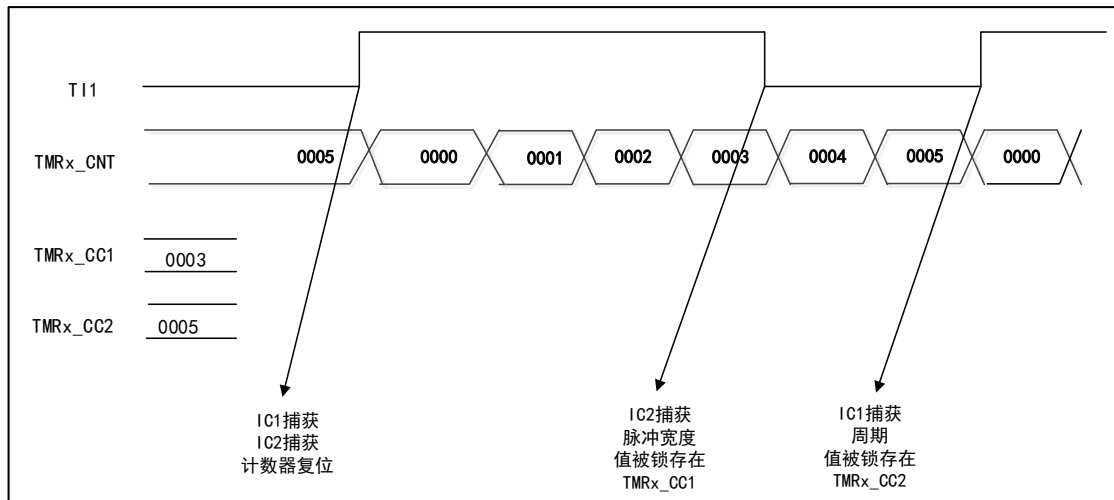 TI1
TMRx_CNT
0005 0000 0001 0002 0003 0004 0005 0000
TMRx_CC1
0003
TMRx_CC2
0005
IC1捕获
IC2捕获
计数器复位
IC2捕获
脉冲宽度
值被锁存在
TMRx_CC1
IC1捕获
周期
值被锁存在
TMRx_CC2